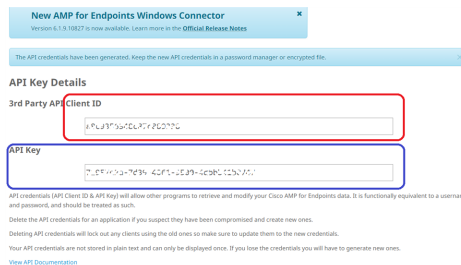 New AMP for Endpoints Windows Connector
Version 6.1.9.10827 is now available. Learn more in the Official Release Notes
The API credentials have been generated. Keep the new API credentials in a password manager or encrypted file.
API Key Details
3rd Party API Client ID
API Key
API credentials (API Client ID & API Key) will allow other programs to retrieve and modify your Cisco AMP for Endpoints data. It is functionally equivalent to a
and password, and should be treated as such.
Delete the API credentials for an application if you suspect they have been compromised and create new ones.
Deleting API credentials will lock out any clients using the old ones so make sure to update them to the new credentials.
Your API credentials are not stored in plain text and can only be displayed once. If you lose the credentials you will have to generate new ones.
View API Documentation